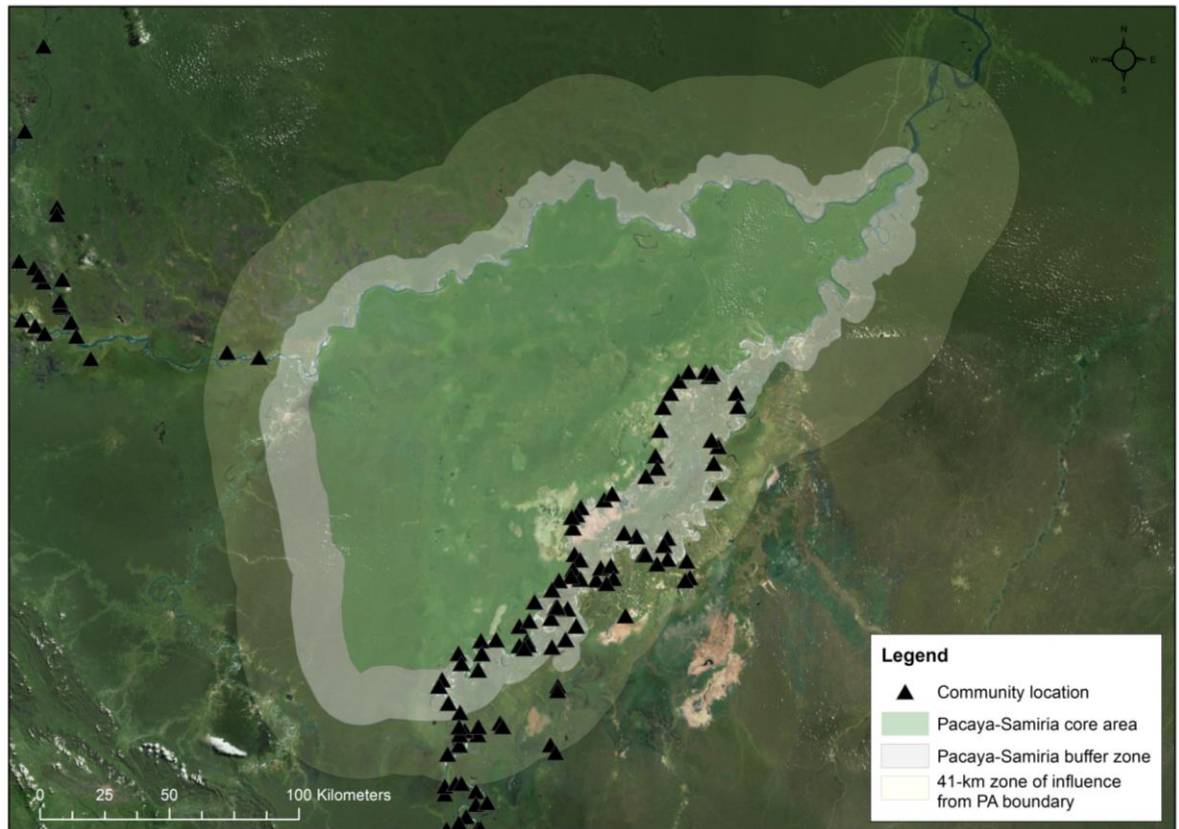 N
W E
S
Legend
Community location
Pacaya-Samiria core area
Pacaya-Samiria buffer zone
41-km zone of influence
from PA boundary
0 25 50 100 Kilometers